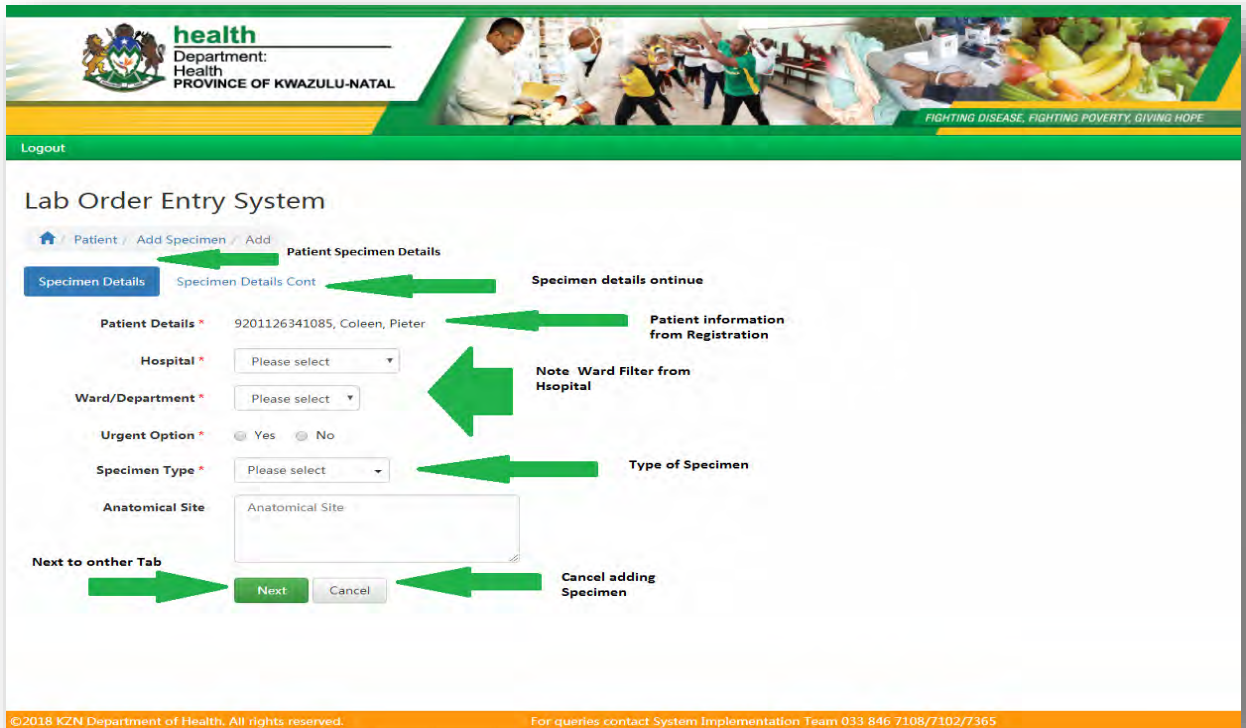 health
Department:
Health
PROVINCE OF KWAZULU-NATAL
FIGHTING DISEASE, FIGHTING POVERTY, GIVING HOPE
Logout
Lab Order Entry System
/ Patient / Add Specimen / Add
Patient Specimen Details
Specimen Details
Specimen Details Cont
Specimen details ontinue
Patient Details *
9201126341085, Coleen, Pieter
Patient information
from Registration
Hospital *
Please select
Note Ward Filter from
Hsopital
Ward/Department *
Please select
Urgent Option *
Yes
No
Specimen Type *
Please select
Type of Specimen
Anatomical Site
Anatomical Site
Next to onther Tab
Next
Cancel
Cancel adding
Specimen
©2018 KZN Department of Health. All rights reserved.
For queries contact System Implementation Team 033 846 7108/7102/7365